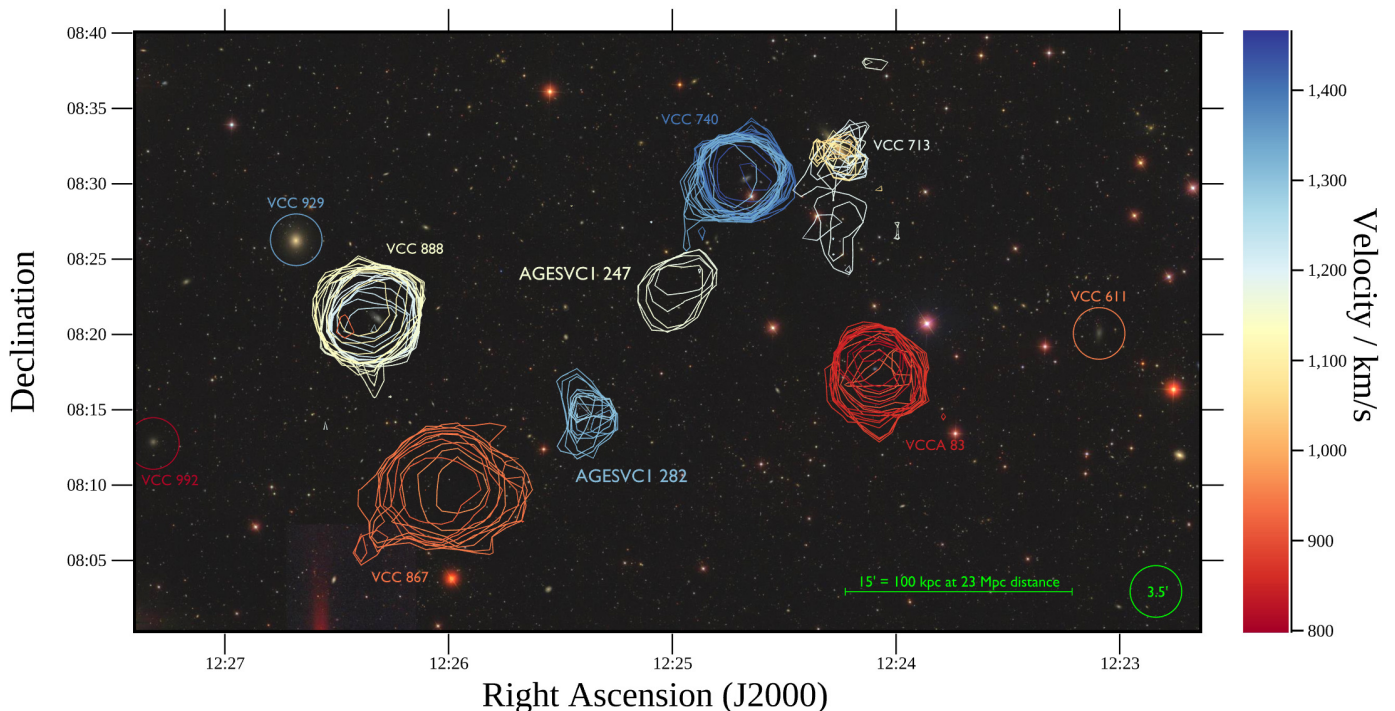 08:40
08:35
08:30
08:25
08:20
08:15
08:10
08:05
Declination
VCC 740
VCC 713
VCC 929
VCC 888
AGESVC1 247
VCC 611
VCCA 83
VCC 992
AGESVC1 282
VCC 867
15' = 100 kpc at 23 Mpc distance
3.5'
12:27
12:26
12:25
12:24
12:23
Right Ascension (J2000)
1,400
1,300
1,200
1,100
1,000
900
800
Velocity / km/s